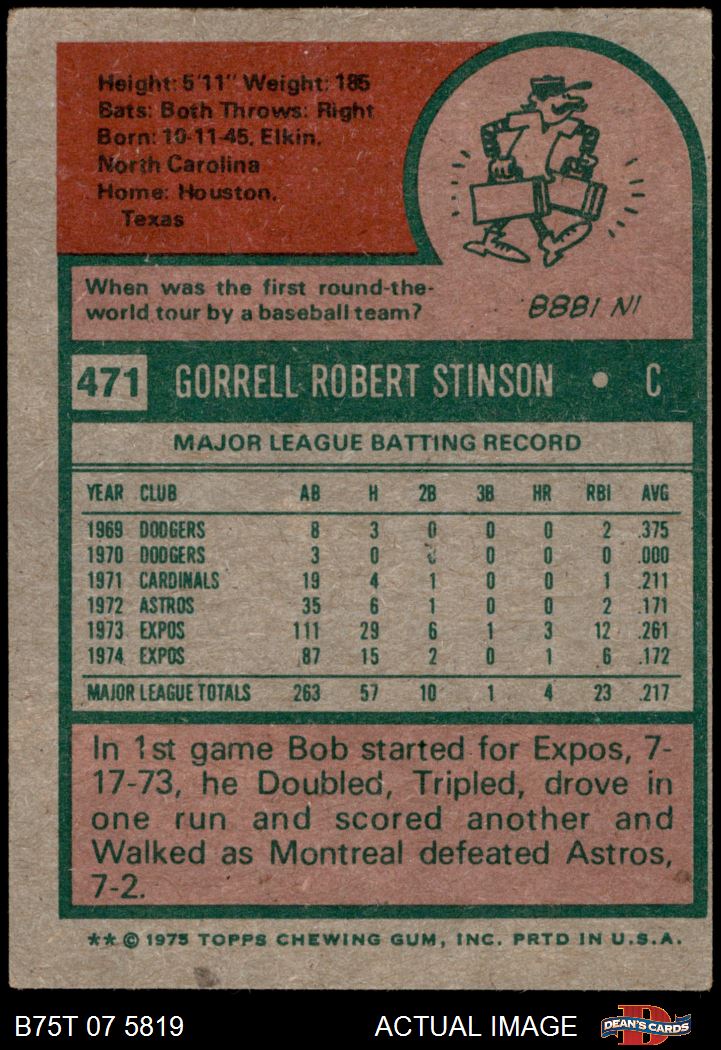 Height: 5'11" Weight: 185
Bats: Both Throws: Right
Born: 10-11-45, Elkin,
North Carolina
Home: Houston,
Texas
When was the first round-the-
world tour by a baseball team?
IN 1888
471 GORRELL ROBERT STINSON • C
MAJOR LEAGUE BATTING RECORD
YEAR CLUB AB H 2B 3B HR RBI AVG
1969 DODGERS 8 3 0 0 0 2 .375
1970 DODGERS 3 0 0 0 0 0 .000
1971 CARDINALS 19 4 1 0 0 1 .211
1972 ASTROS 35 6 1 0 0 2 .171
1973 EXPOS 111 29 6 1 3 12 .261
1974 EXPOS 87 15 2 0 1 6 .172
MAJOR LEAGUE TOTALS 263 57 10 1 4 23 .217
In 1st game Bob started for Expos, 7-
17-73, he Doubled, Tripled, drove in
one run and scored another and
Walked as Montreal defeated Astros,
7-2.
** © 1975 TOPPS CHEWING GUM, INC. PRTD IN U.S.A.
B75T 07 5819 ACTUAL IMAGE DEAN'S CARDS